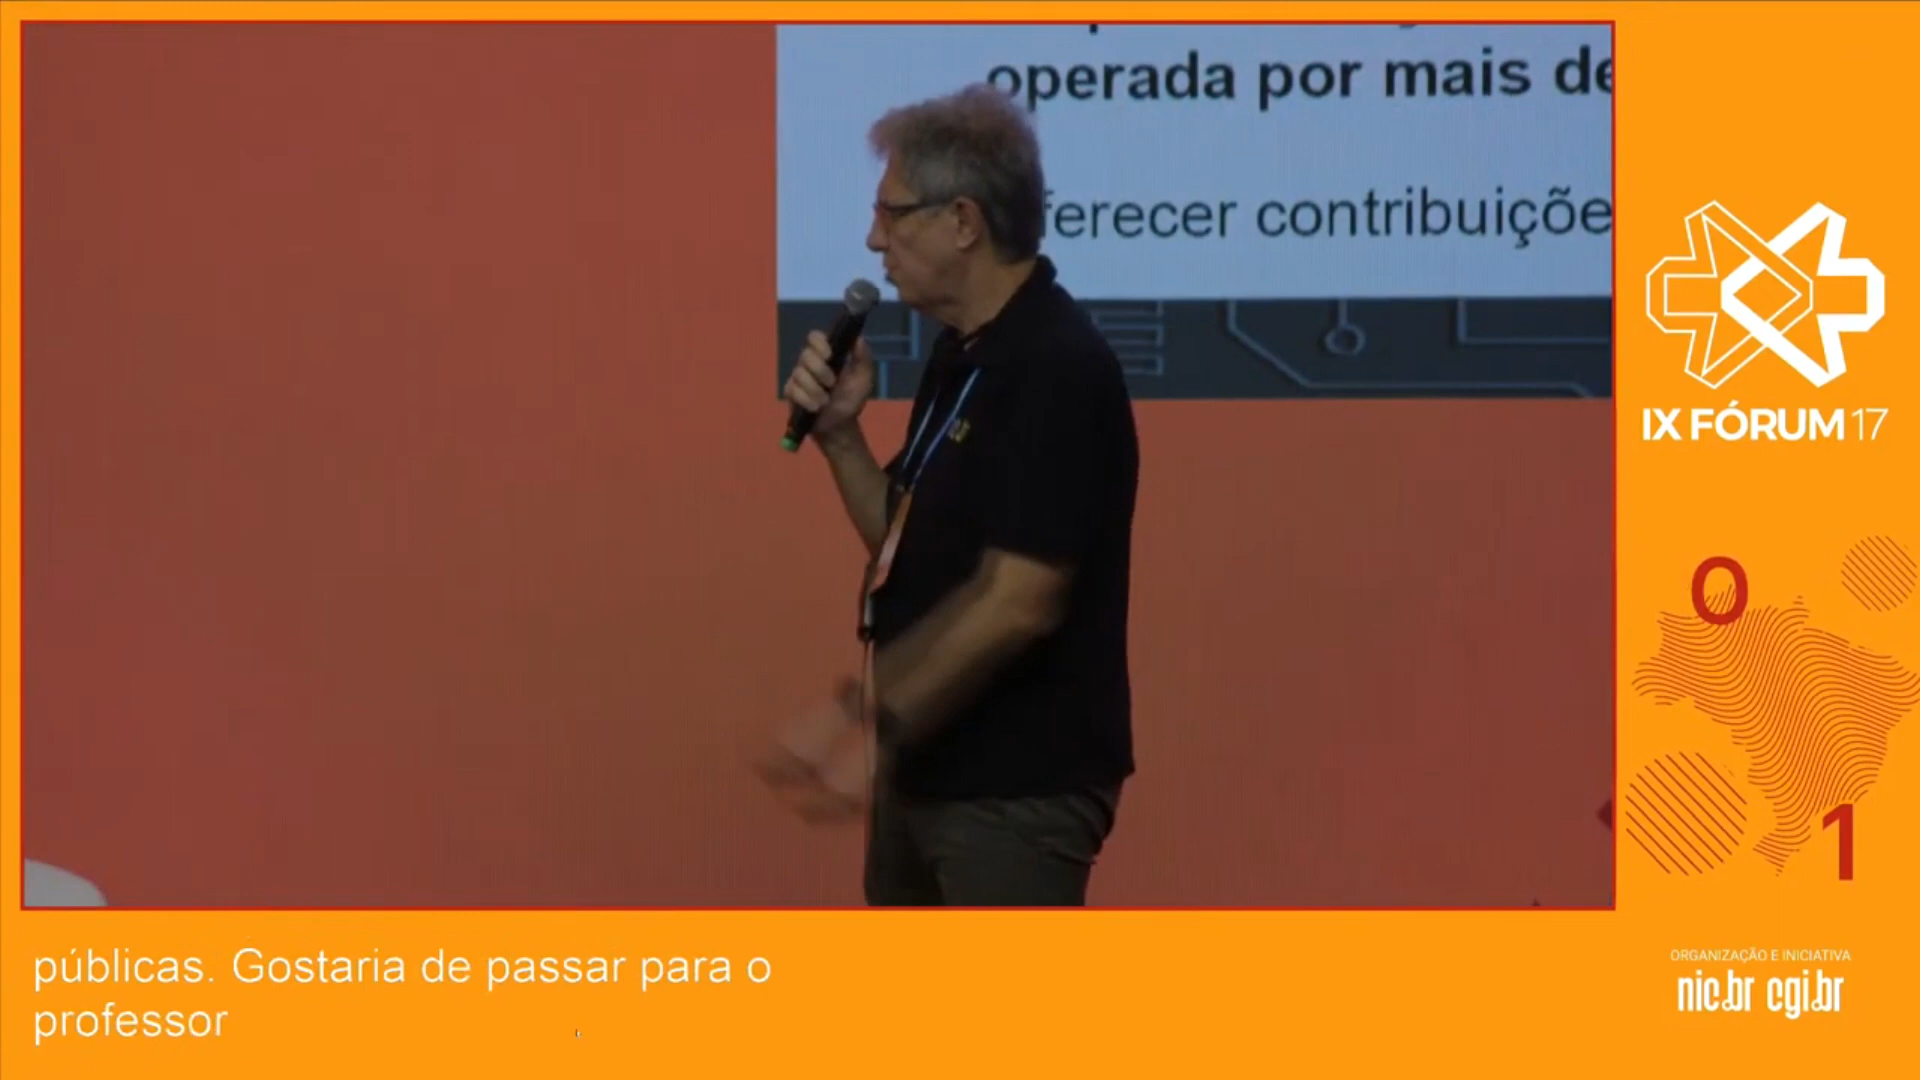 operada por mais de
ferecer contribuiçõe
IX FÓRUM 17
0
1
públicas. Gostaria de passar para o
professor
ORGANIZAÇÃO E INICIATIVA
nic.br cgi.br